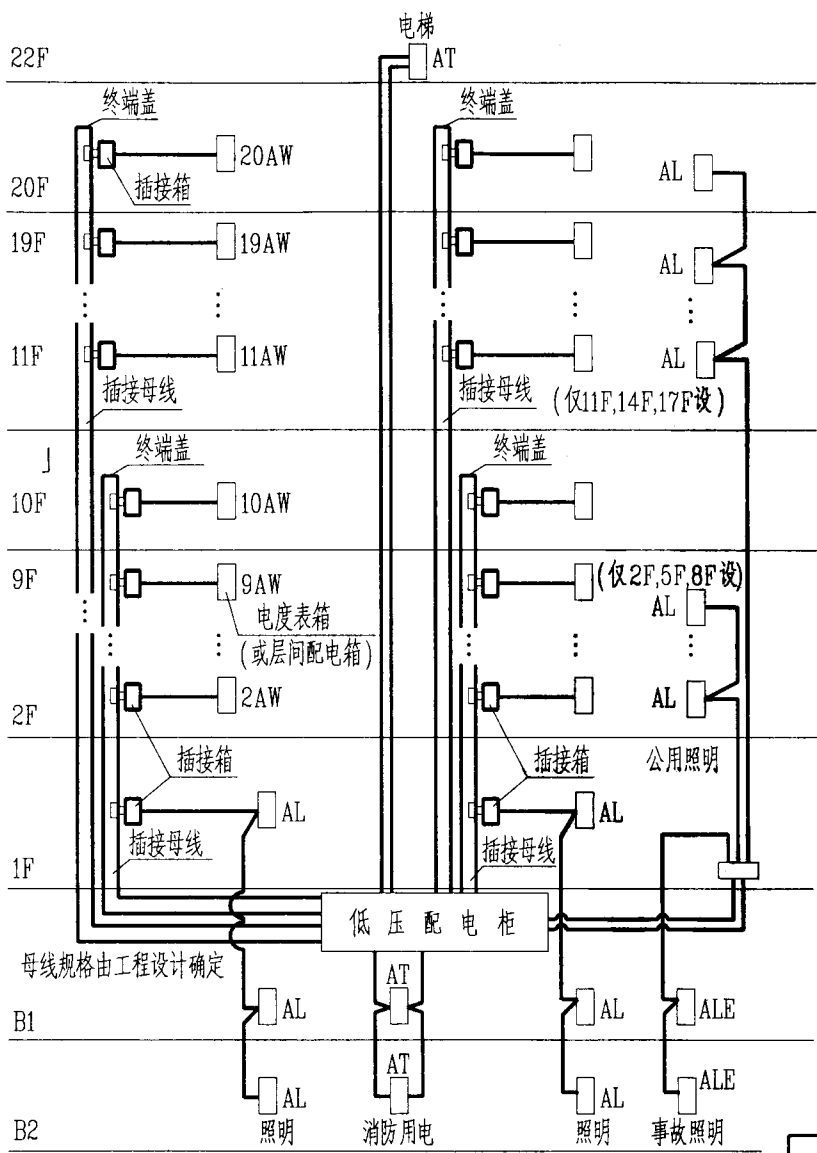 电梯
22F
AT
终端盖
终端盖
20AW
插接箱
AL
20F
19F
19AW
AL
11F
11AW
AL
插接母线
插接母线
(仅11F,14F,17F设)
终端盖
终端盖
10F
10AW
9F
9AW
(仅2F,5F,8F设)
AL
电度表箱
(或层间配电箱)
2AW
AL
2F
插接箱
插接箱
公用照明
AL
AL
插接母线
插接母线
1F
低压配电柜
母线规格由工程设计确定
AT
AL
AL
ALE
B1
AT
AL
AL
ALE
B2
照明
消防用电
照明
事故照明